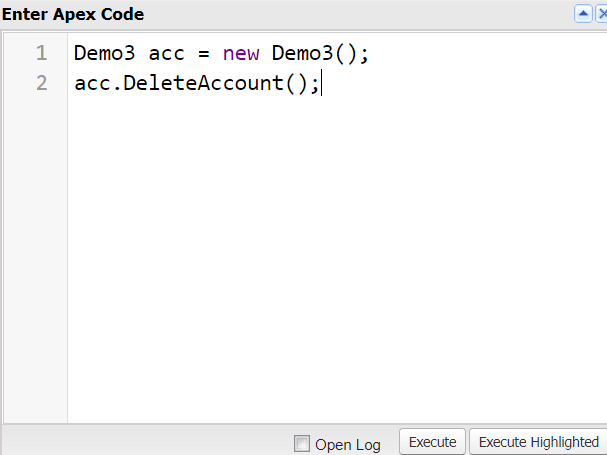 Enter Apex Code
1 Demo3 acc = new Demo3();
2 acc.DeleteAccount();
Open Log Execute Execute Highlighted